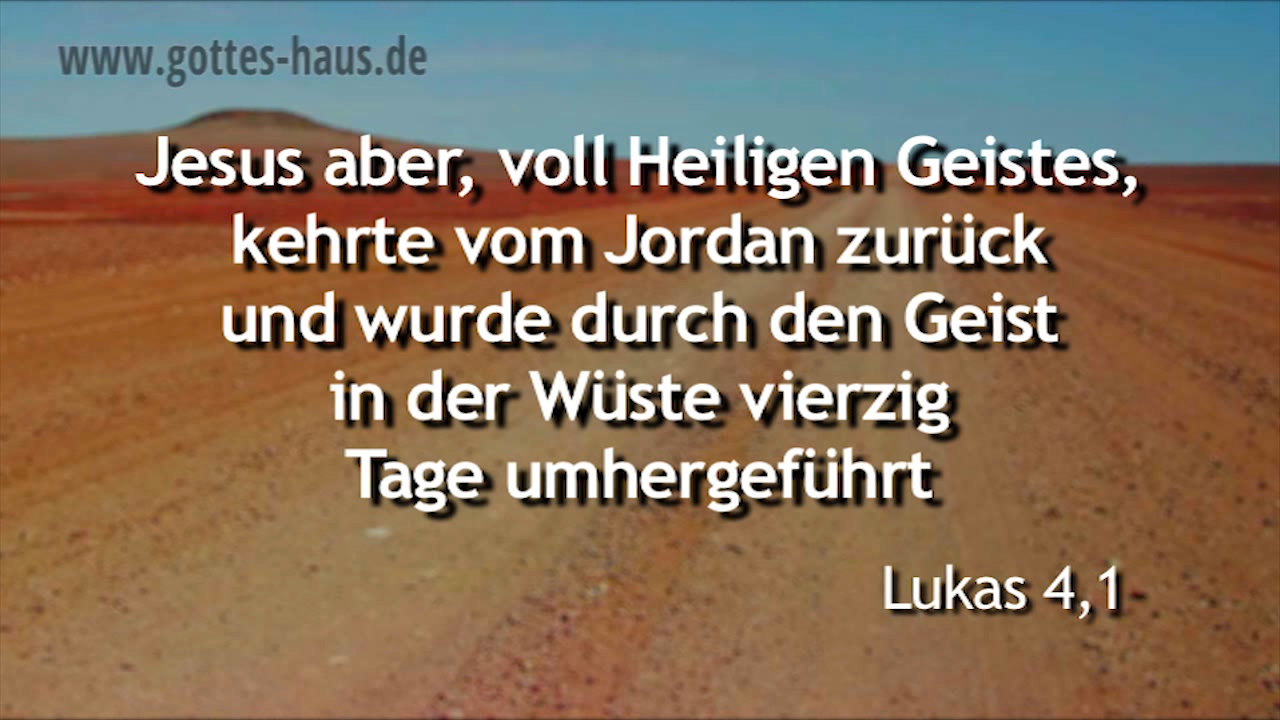 www.gottes-haus.de
Jesus aber, voll Heiligen Geistes,
kehrte vom Jordan zurück
und wurde durch den Geist
in der Wüste vierzig
Tage umhergeführt
Lukas 4,1